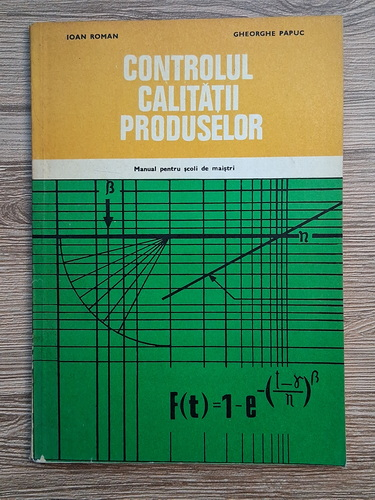 IOAN ROMAN GHEORGHE PAPUC
CONTROLUL
CALITĂȚII
PRODUSELOR
Manual pentru școli de maiștri
β
η
F(t)=1-e^-((t-γ)/η)^β